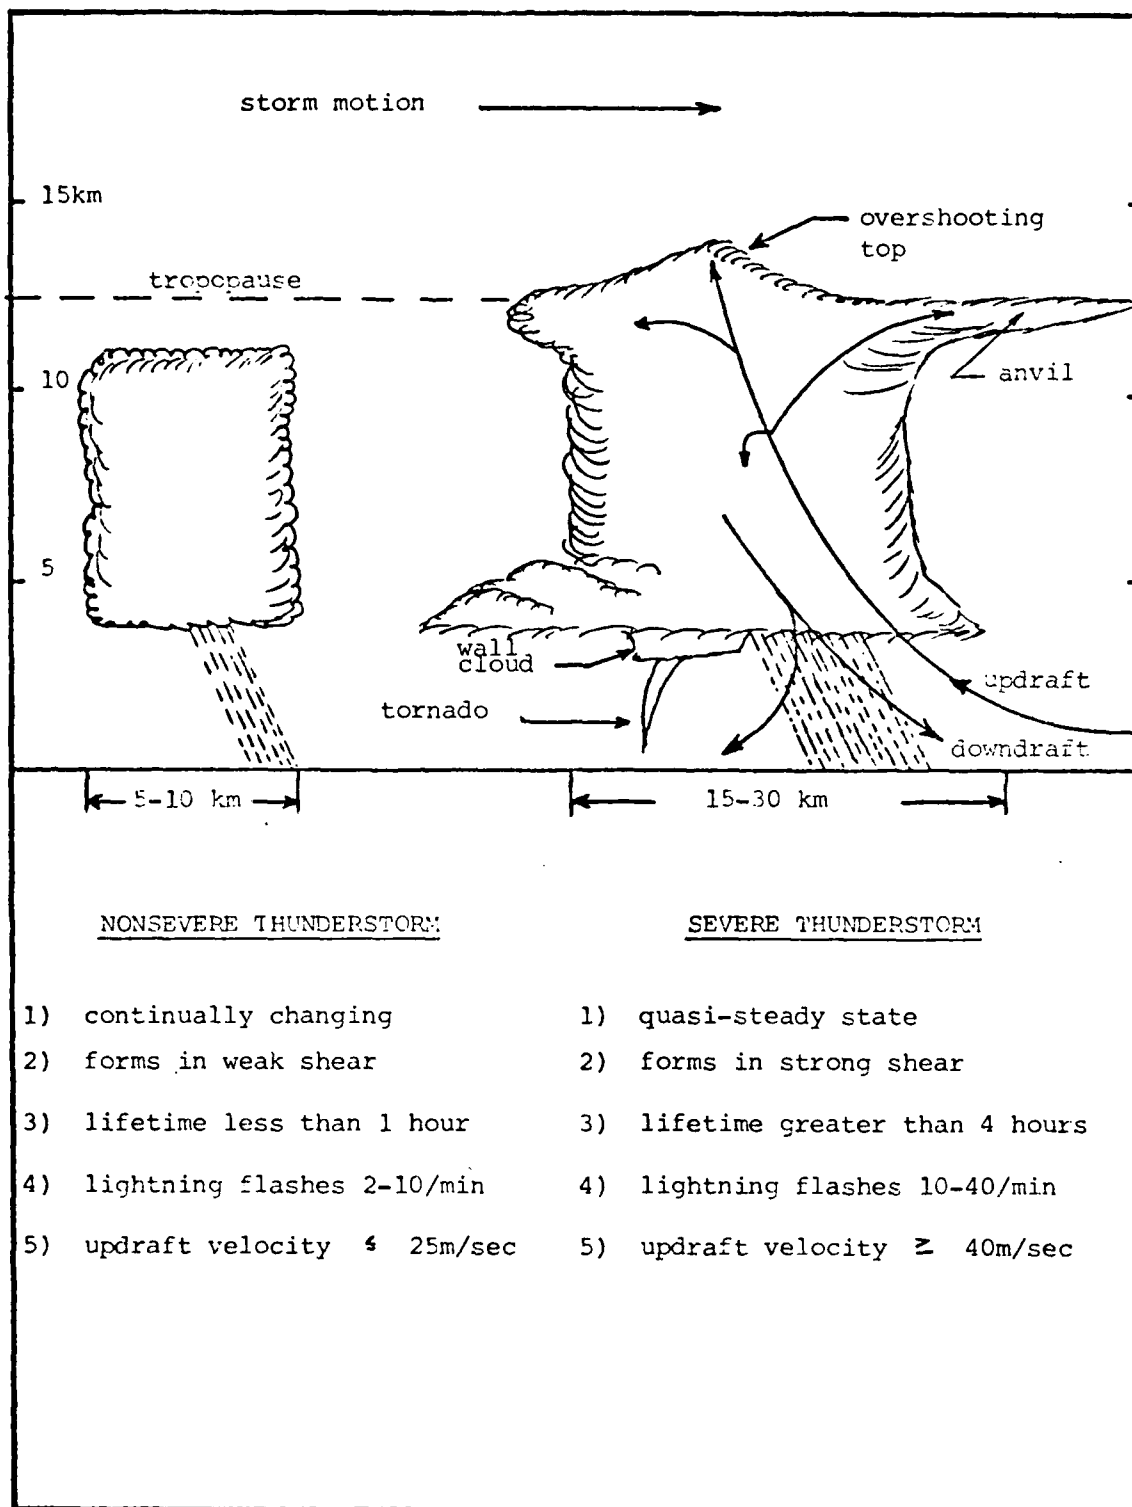 storm motion
15km
overshooting
top
tropopause
10
anvil
5
wall
cloud
updraft
tornado
downdraft
5-10 km
15-30 km
NONSEVERE THUNDERSTORM
1) continually changing
2) forms in weak shear
3) lifetime less than 1 hour
4) lightning flashes 2-10/min
5) updraft velocity ≤ 25m/sec
SEVERE THUNDERSTORM
1) quasi-steady state
2) forms in strong shear
3) lifetime greater than 4 hours
4) lightning flashes 10-40/min
5) updraft velocity ≥ 40m/sec